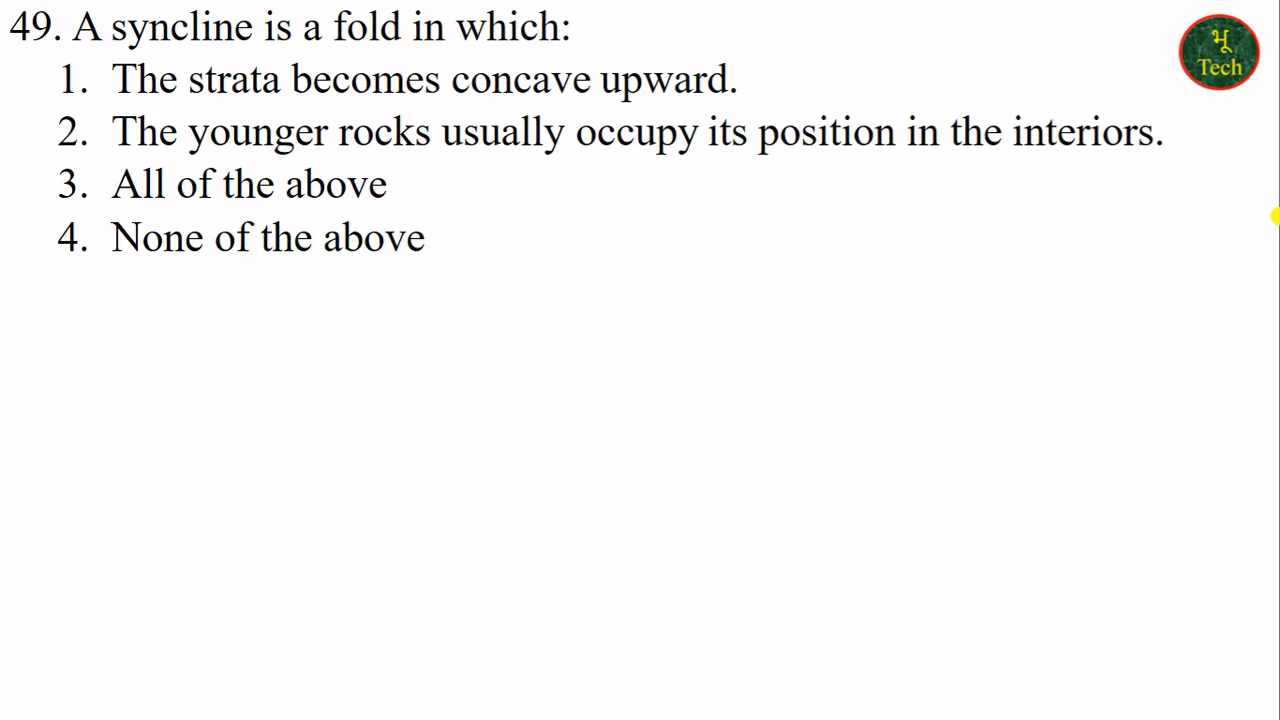 49. A syncline is a fold in which:
1. The strata becomes concave upward.
2. The younger rocks usually occupy its position in the interiors.
3. All of the above
4. None of the above
ભૂ
Tech